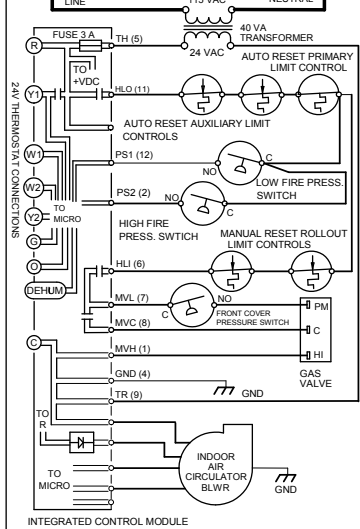 LINE
115 VAC
NEUTRAL
FUSE 3 A
TH (5)
40 VA
TRANSFORMER
24 VAC
R
TO
+VDC
AUTO RESET PRIMARY
LIMIT CONTROL
Y1
HLO (11)
AUTO RESET AUXILIARY LIMIT
CONTROLS
24V THERMOSTAT CONNECTIONS
W1
PS1 (12)
C
NO
LOW FIRE PRESS.
SWITCH
W2
PS2 (2)
NO
C
Y2
TO
MICRO
HIGH FIRE
PRESS. SWTICH
G
MANUAL RESET ROLLOUT
LIMIT CONTROLS
O
HLI (6)
DEHUM
MVL (7)
NO
C
FRONT COVER
PRESSURE SWITCH
PM
MVC (8)
C
C
MVH (1)
HI
GAS
VALVE
GND (4)
GND
TR (9)
TO
R
INDOOR
AIR
CIRCULATOR
BLWR
TO
MICRO
GND
INTEGRATED CONTROL MODULE